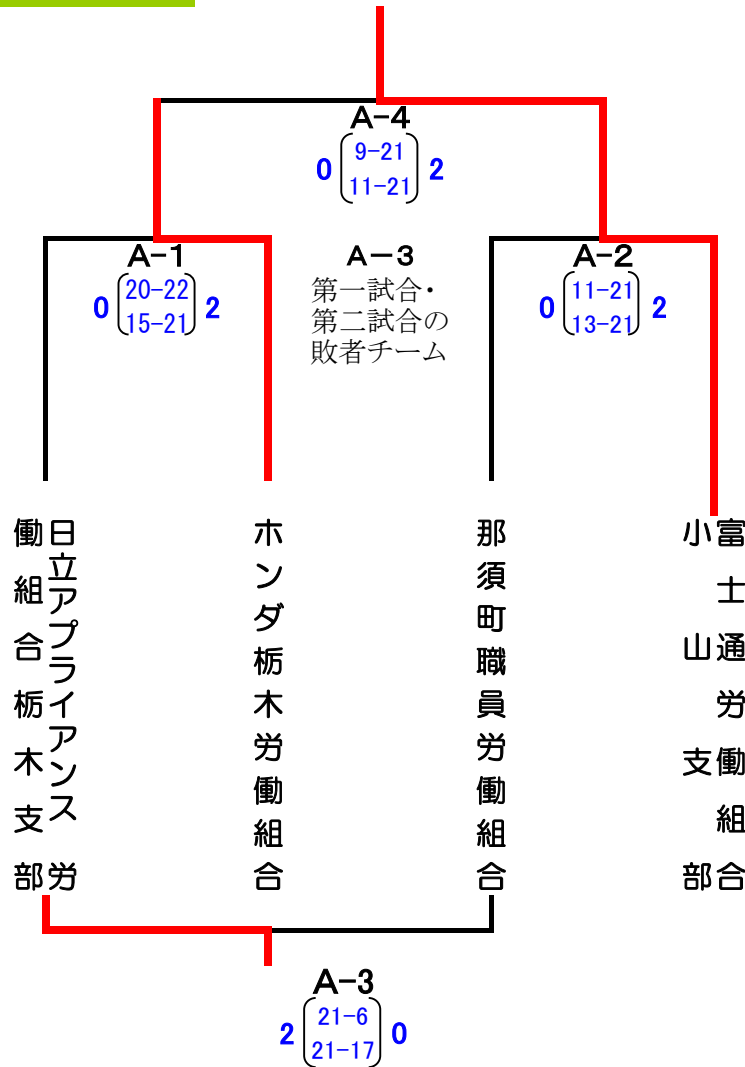 A-4
0 9-21 2
11-21
A-1
0 20-22 2
15-21
A-3
第一試合・
第二試合の
敗者チーム
A-2
0 11-21 2
13-21
日立アプライアンス労
働組合栃木支部
ホンダ栃木労働組合
那須町職員労働組合
富士通労働組合
小山支部
A-3
2 21-6 0
21-17